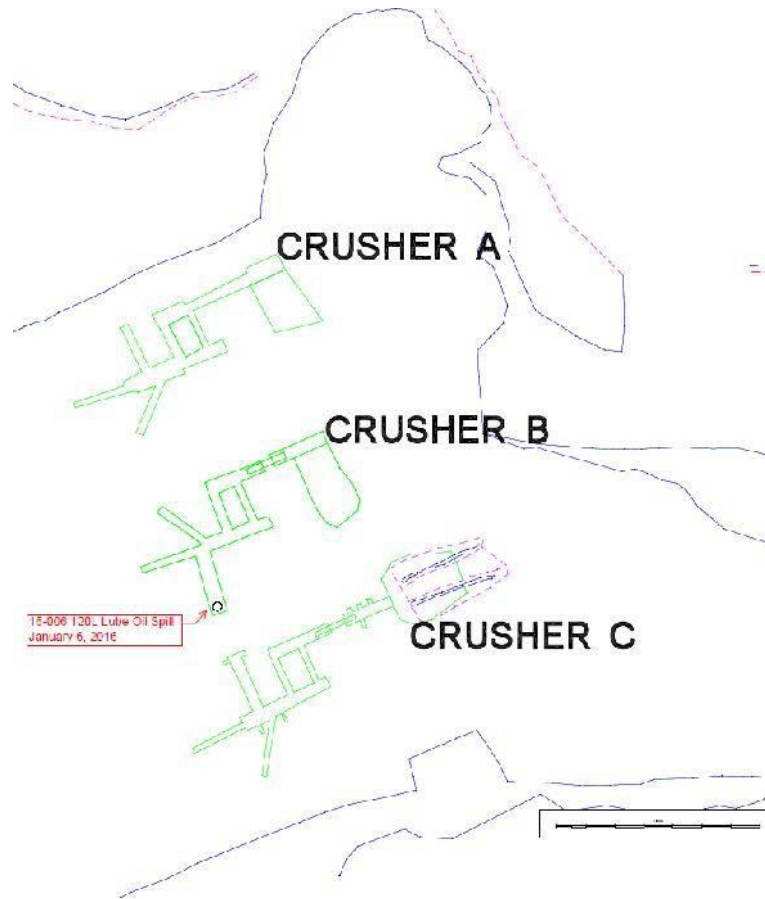 CRUSHER A
CRUSHER B
16-006 120L Lube Oil Spill
January 6, 2016
CRUSHER C